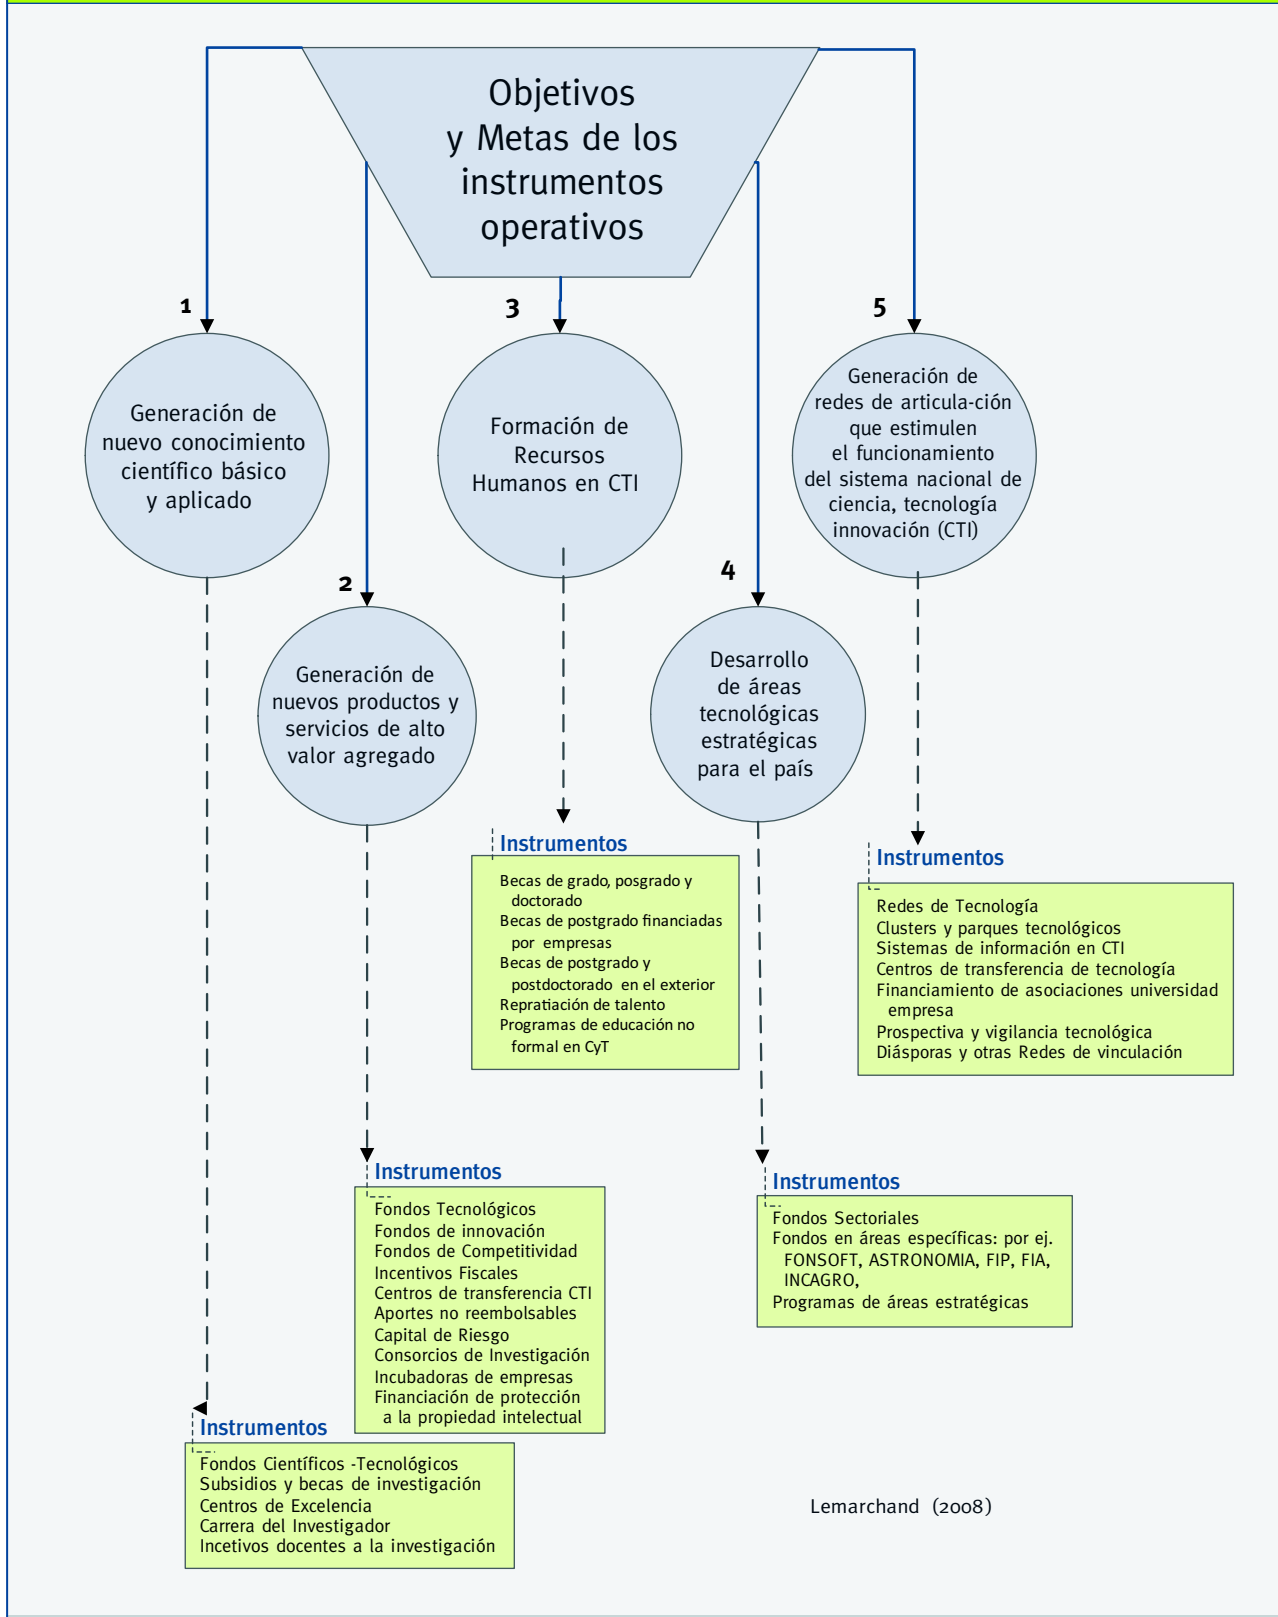 Objetivos
y Metas de los
instrumentos
operativos
1
Generación de
nuevo conocimiento
científico básico
y aplicado
2
Generación de
nuevos productos y
servicios de alto
valor agregado
3
Formación de
Recursos
Humanos en CTI
4
Desarrollo
de áreas
tecnológicas
estratégicas
para el país
5
Generación de
redes de articula-ción
que estimulen
el funcionamiento
del sistema nacional de
ciencia, tecnología
innovación (CTI)
Instrumentos
Becas de grado, posgrado y
doctorado
Becas de postgrado financiadas
por empresas
Becas de postgrado y
postdoctorado en el exterior
Repratiación de talento
Programas de educación no
formal en CyT
Instrumentos
Redes de Tecnología
Clusters y parques tecnológicos
Sistemas de información en CTI
Centros de transferencia de tecnología
Financiamiento de asociaciones universidad
empresa
Prospectiva y vigilancia tecnológica
Diásporas y otras Redes de vinculación
Instrumentos
Fondos Tecnológicos
Fondos de innovación
Fondos de Competitividad
Incentivos Fiscales
Centros de transferencia CTI
Aportes no reembolsables
Capital de Riesgo
Consorcios de Investigación
Incubadoras de empresas
Financiación de protección
a la propiedad intelectual
Instrumentos
Fondos Sectoriales
Fondos en áreas específicas: por ej.
FONSOFT, ASTRONOMIA, FIP, FIA,
INCAGRO,
Programas de áreas estratégicas
Instrumentos
Fondos Científicos -Tecnológicos
Subsidios y becas de investigación
Centros de Excelencia
Carrera del Investigador
Incetivos docentes a la investigación
Lemarchand (2008)